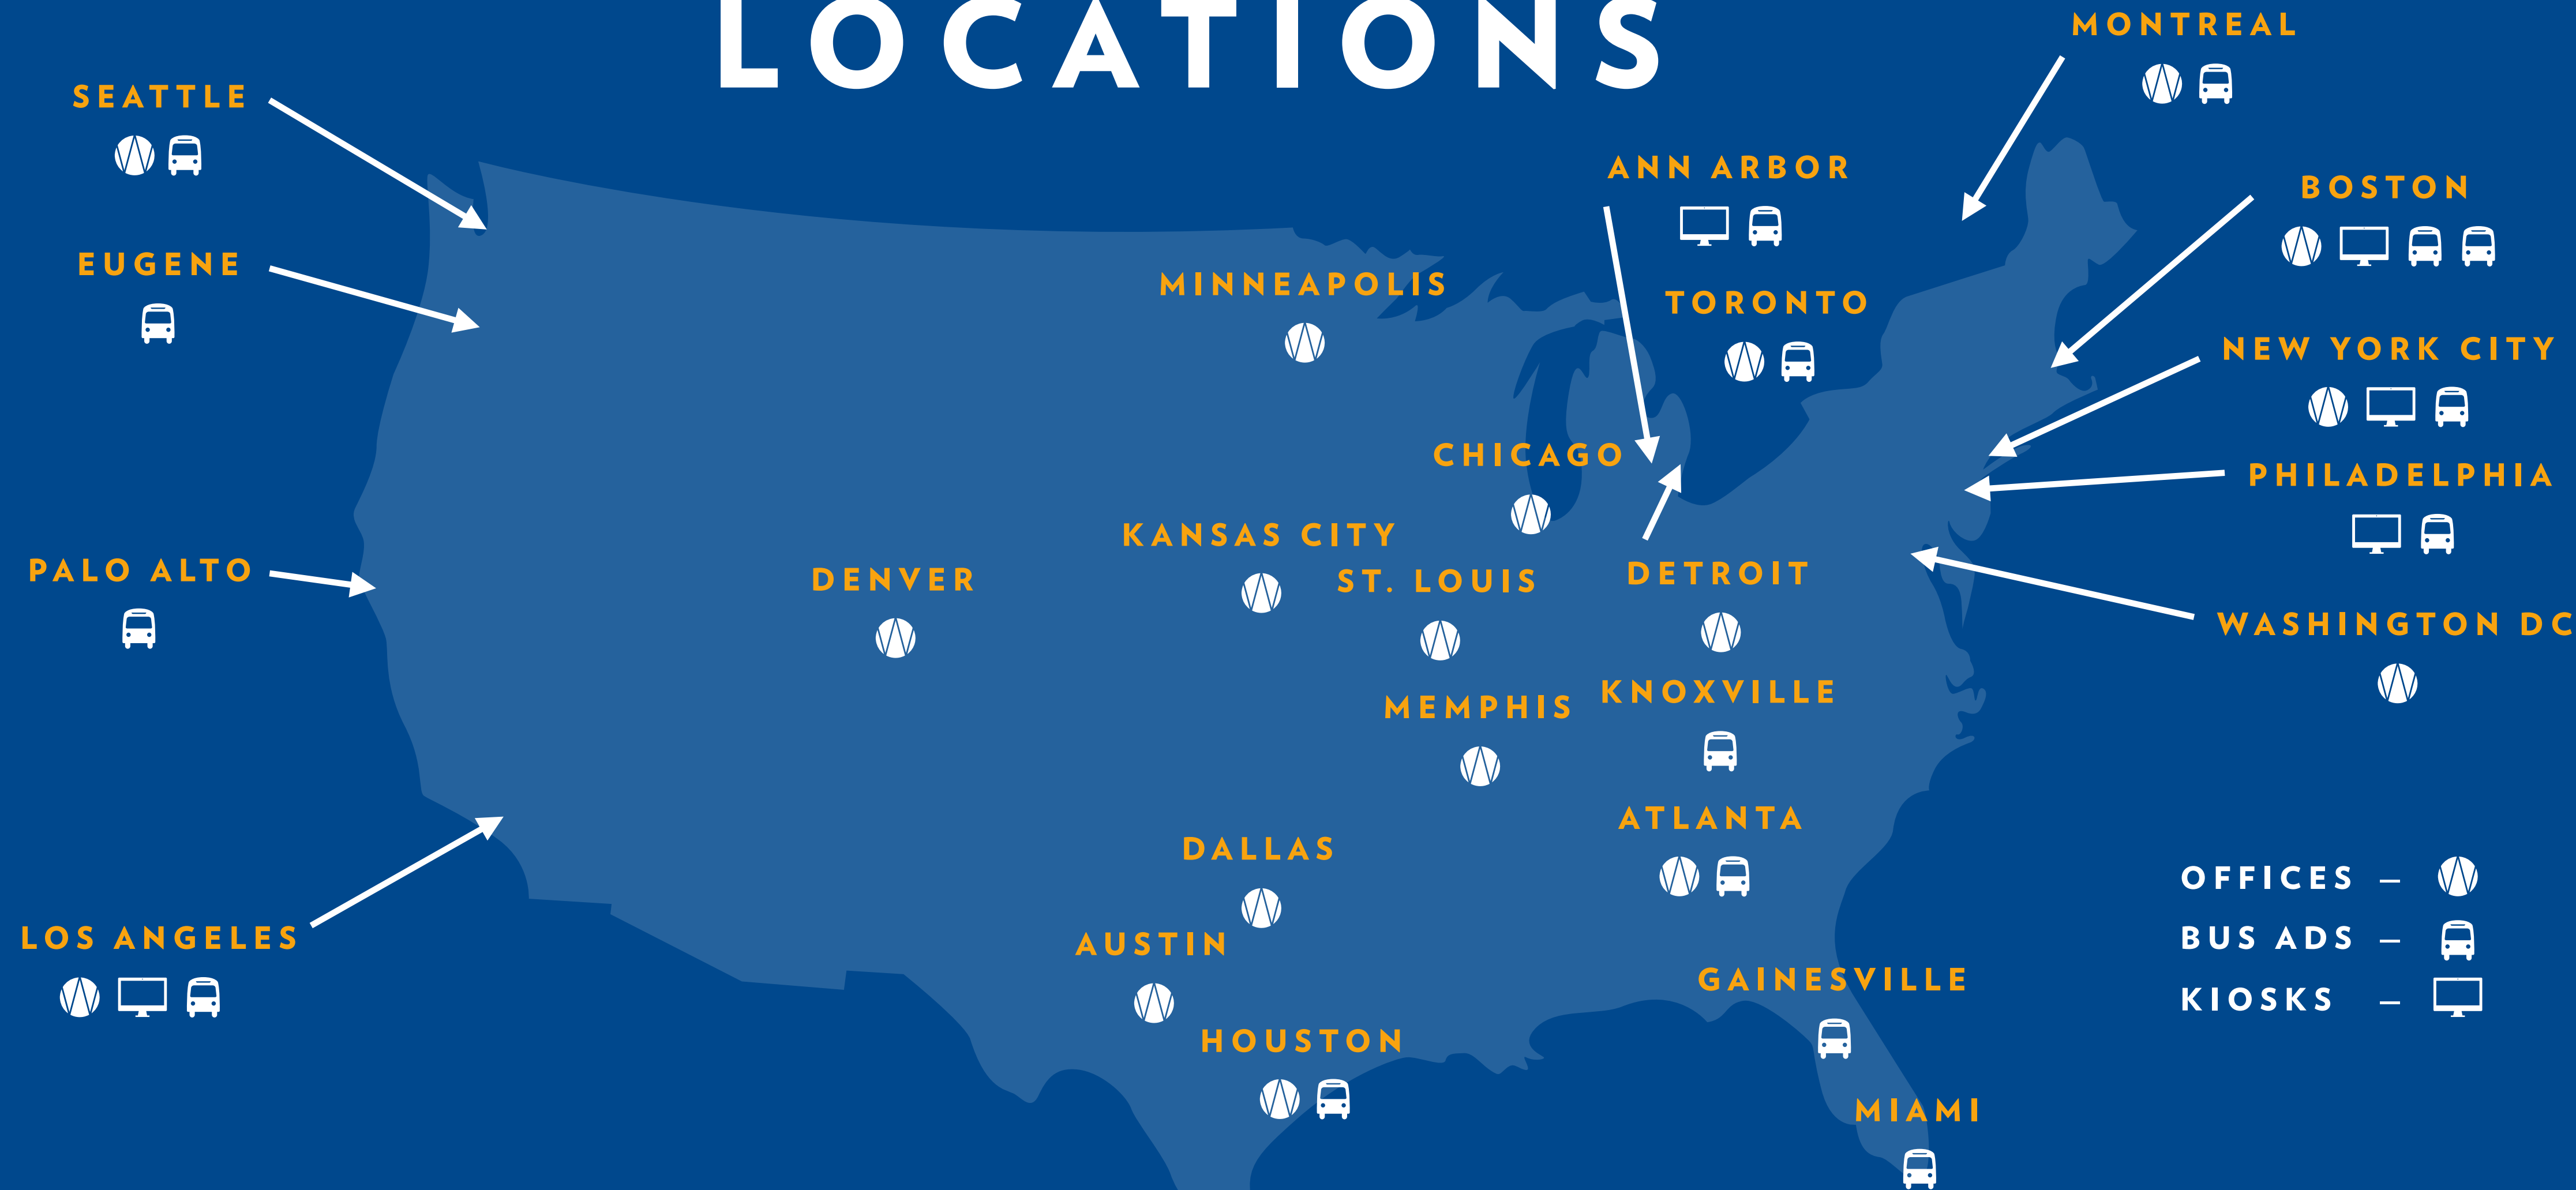 LOCATIONS
MONTREAL
SEATTLE
ANN ARBOR
BOSTON
EUGENE
MINNEAPOLIS
TORONTO
NEW YORK CITY
CHICAGO
PHILADELPHIA
KANSAS CITY
PALO ALTO
DENVER
ST. LOUIS
DETROIT
WASHINGTON DC
MEMPHIS
KNOXVILLE
ATLANTA
DALLAS
LOS ANGELES
AUSTIN
GAINESVILLE
HOUSTON
MIAMI
OFFICES –
BUS ADS –
KIOSKS –